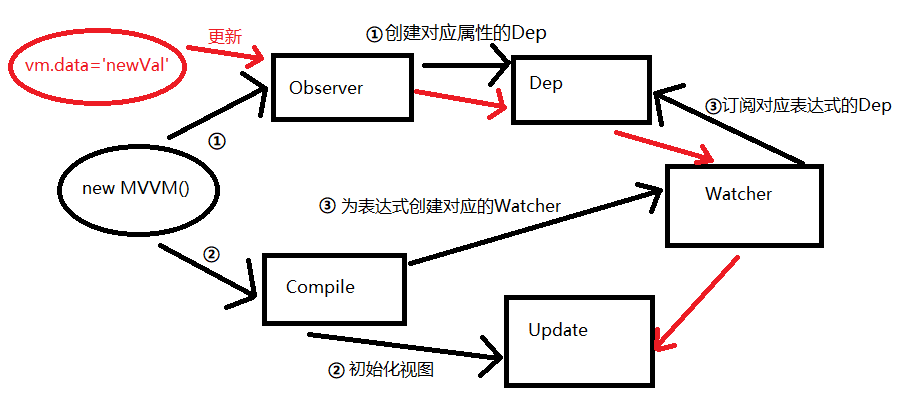 更新
①创建对应属性的Dep
vm.data='newVal'
Observer
Dep
③订阅对应表达式的Dep
①
new MVVM()
Watcher
③ 为表达式创建对应的Watcher
②
Compile
Update
② 初始化视图